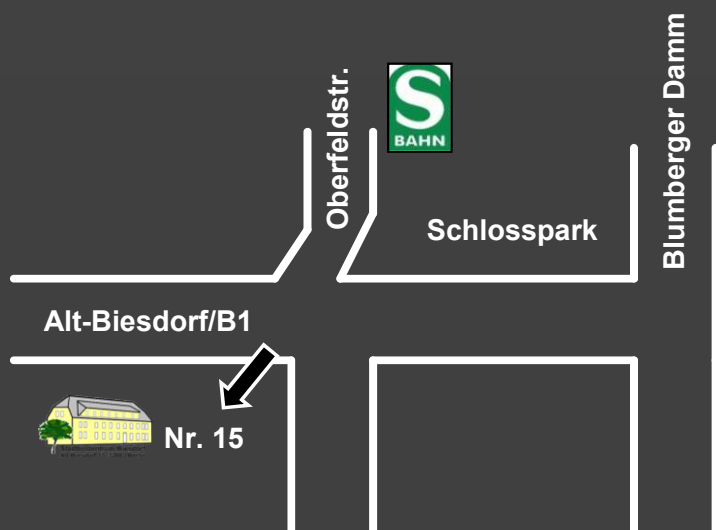 Oberfeldstr.
S
BAHN
Blumberger Damm
Schlosspark
Alt-Biesdorf/B1
Nr. 15